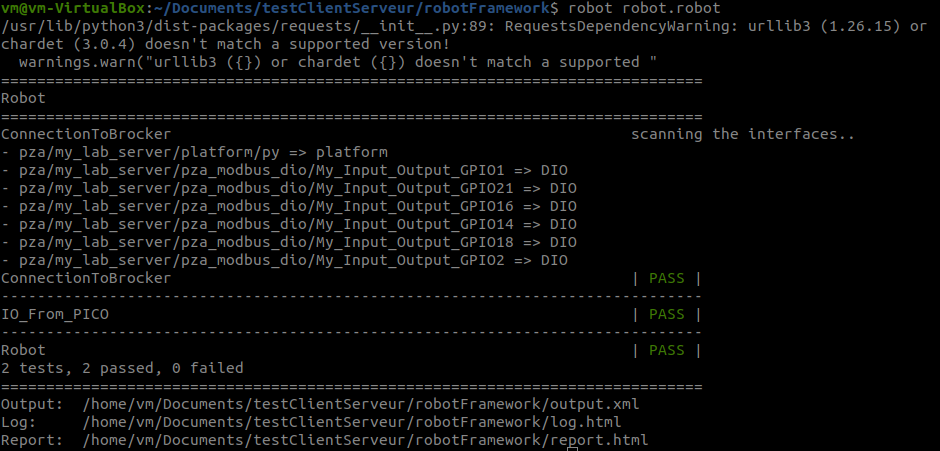 vm@vm-VirtualBox:~/Documents/testClientServeur/robotFramework$ robot robot.robot
/usr/lib/python3/dist-packages/requests/__init__.py:89: RequestsDependencyWarning: urllib3 (1.26.15) or
chardet (3.0.4) doesn't match a supported version!
  warnings.warn("urllib3 ({}) or chardet ({}) doesn't match a supported "
==============================================================================
Robot
==============================================================================
ConnectionToBrocker                                                   scanning the interfaces..
- pza/my_lab_server/platform/py => platform
- pza/my_lab_server/pza_modbus_dio/My_Input_Output_GPIO1 => DIO
- pza/my_lab_server/pza_modbus_dio/My_Input_Output_GPIO21 => DIO
- pza/my_lab_server/pza_modbus_dio/My_Input_Output_GPIO16 => DIO
- pza/my_lab_server/pza_modbus_dio/My_Input_Output_GPIO14 => DIO
- pza/my_lab_server/pza_modbus_dio/My_Input_Output_GPIO18 => DIO
- pza/my_lab_server/pza_modbus_dio/My_Input_Output_GPIO2 => DIO
ConnectionToBrocker                                                   | PASS |
------------------------------------------------------------------------------
IO_From_PICO                                                          | PASS |
------------------------------------------------------------------------------
Robot                                                                 | PASS |
2 tests, 2 passed, 0 failed
==============================================================================
Output:  /home/vm/Documents/testClientServeur/robotFramework/output.xml
Log:     /home/vm/Documents/testClientServeur/robotFramework/log.html
Report:  /home/vm/Documents/testClientServeur/robotFramework/report.html